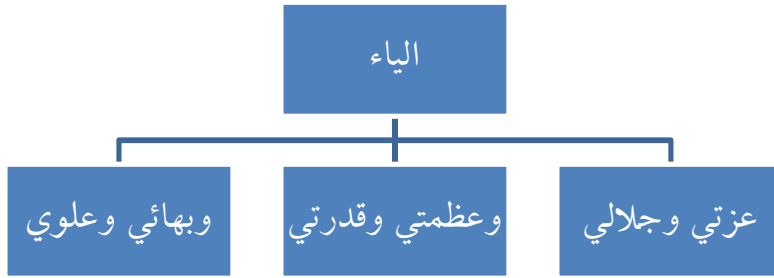 الياء
عزتي وجلالي
وعظمتي وقدرتي
وبهائي وعلوي